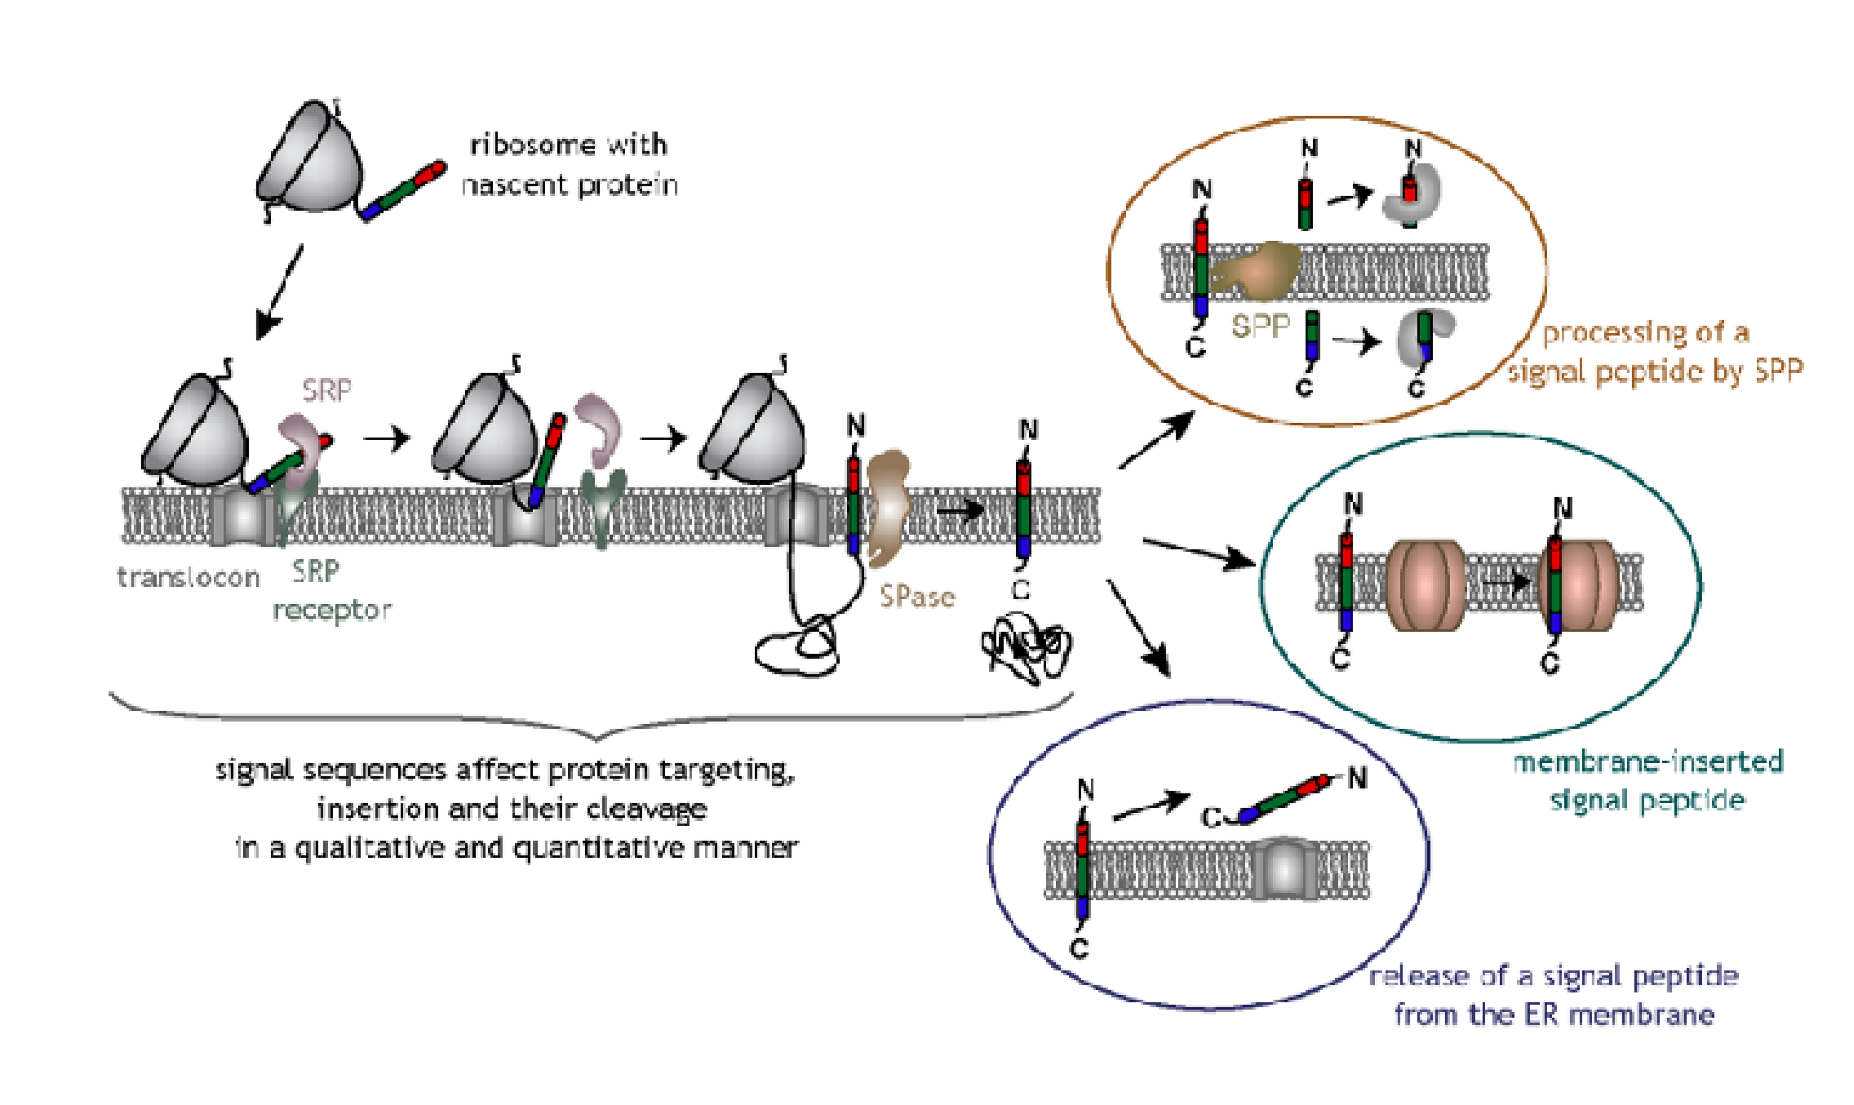 ribosome with
nascent protein
SRP
translocon
SRP
receptor
N
SPase
N
C
signal sequences affect protein targeting,
insertion and their cleavage
in a qualitative and quantitative manner
N
N
N
SPP
C
C
C
processing of a
signal peptide by SPP
N
N
C
C
membrane-inserted
signal peptide
N
N
C
C
release of a signal peptide
from the ER membrane